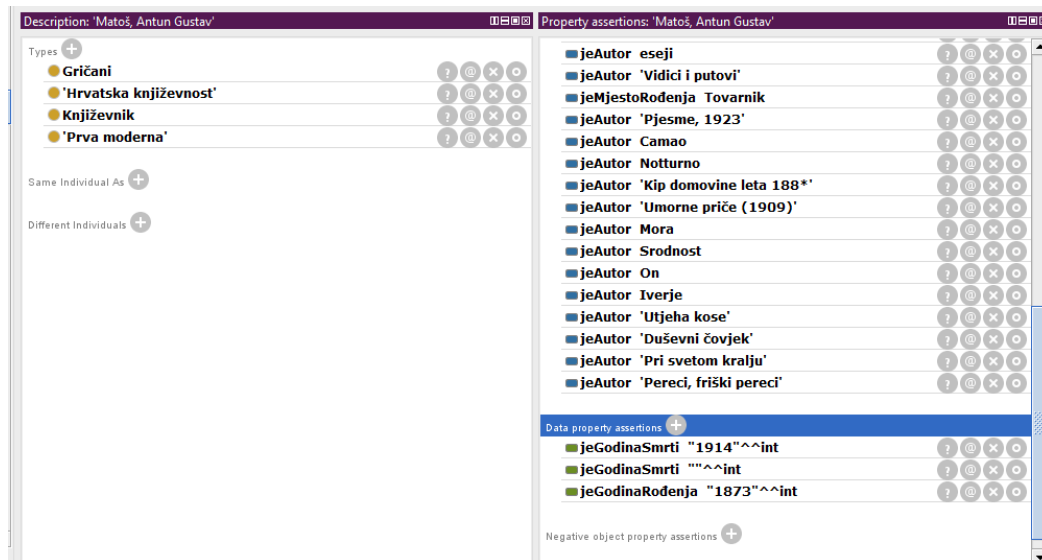 Description: 'Matoš, Antun Gustav'
Types
Gričani
'Hrvatska književnost'
Književnik
'Prva moderna'
Same Individual As
Different Individuals
Property assertions: 'Matoš, Antun Gustav'
jeAutor eseji
jeAutor 'Vidici i putovi'
jeMjestoRođenja Tovarnik
jeAutor 'Pjesme, 1923'
jeAutor Camao
jeAutor Notturno
jeAutor 'Kip domovine leta 188*'
jeAutor 'Umorne priče (1909)'
jeAutor Mora
jeAutor Srodnost
jeAutor On
jeAutor Iverje
jeAutor 'Utjeha kose'
jeAutor 'Duševni čovjek'
jeAutor 'Pri svetom kralju'
jeAutor 'Pereci, friški pereci'
Data property assertions
jeGodinaSmrti "1914"^^int
jeGodinaSmrti ""^^int
jeGodinaRođenja "1873"^^int
Negative object property assertions